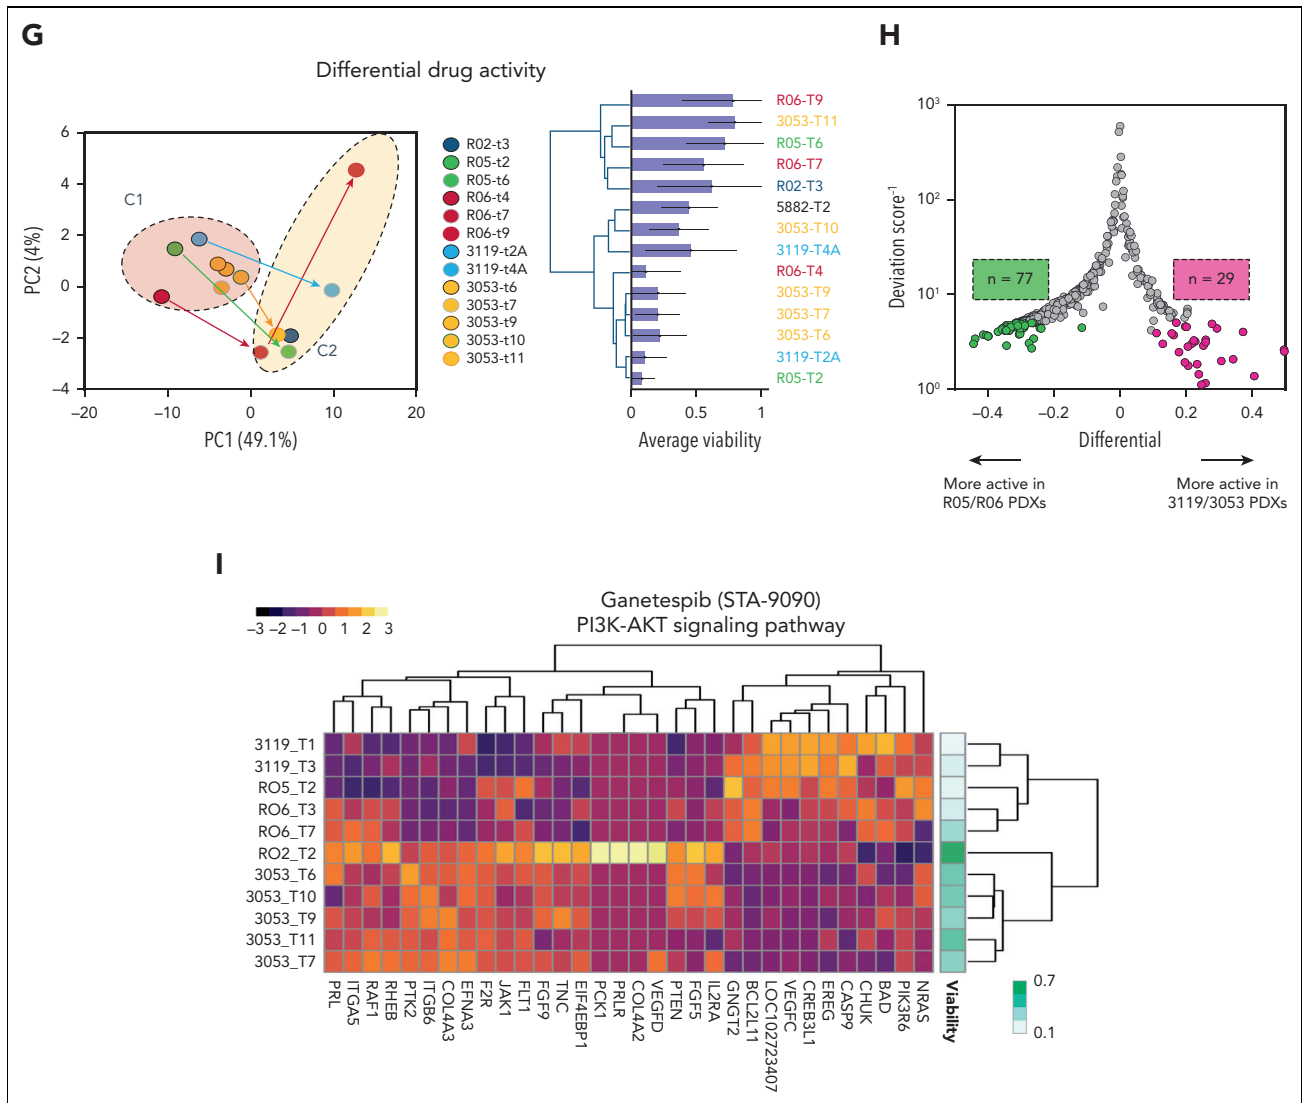 G
Differential drug activity
PC2 (4%)
6
4
2
0
−2
−4
C1
C2
−20
−10
0
10
20
PC1 (49.1%)
R02-t3
R05-t2
R05-t6
R06-t4
R06-t7
R06-t9
3119-t2A
3119-t4A
3053-t6
3053-t7
3053-t9
3053-t10
3053-t11
R06-T9
3053-T11
R05-T6
R06-T7
R02-T3
5882-T2
3053-T10
3119-T4A
R06-T4
3053-T9
3053-T7
3053-T6
3119-T2A
R05-T2
0
0.5
1
Average viability
H
Deviation score⁻¹
10³
10²
10¹
10⁰
n = 77
n = 29
−0.4
−0.2
0
0.2
0.4
Differential
More active in
R05/R06 PDXs
More active in
3119/3053 PDXs
I
−3 −2 −1 0 1 2 3
Ganetespib (STA-9090)
PI3K-AKT signaling pathway
3119_T1
3119_T3
RO5_T2
RO6_T3
RO6_T7
RO2_T2
3053_T6
3053_T10
3053_T9
3053_T11
3053_T7
PRL
ITGA5
RAF1
RHEB
PTK2
ITGB6
COL4A3
EFNA3
F2R
JAK1
FLT1
FGF9
TNC
EIF4EBP1
PCK1
PRLR
COL4A2
VEGFD
PTEN
FGF5
IL2RA
GNGT2
BCL2L11
LOC102723407
VEGFC
CREB3L1
EREG
CASP9
CHUK
BAD
PIK3R6
NRAS
Viability
0.7
0.1